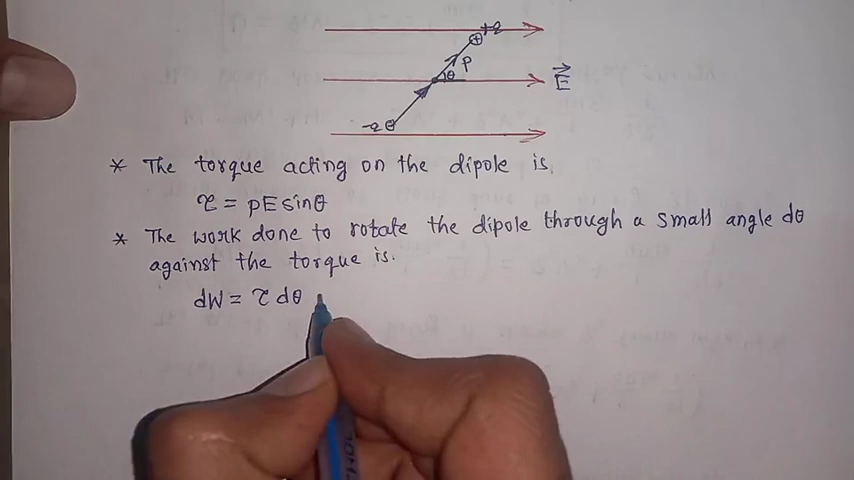 +q
P
θ
E
-q
* The torque acting on the dipole is.
τ = pE sinθ
* The work done to rotate the dipole through a small angle dθ
against the torque is.
dW = τ dθ